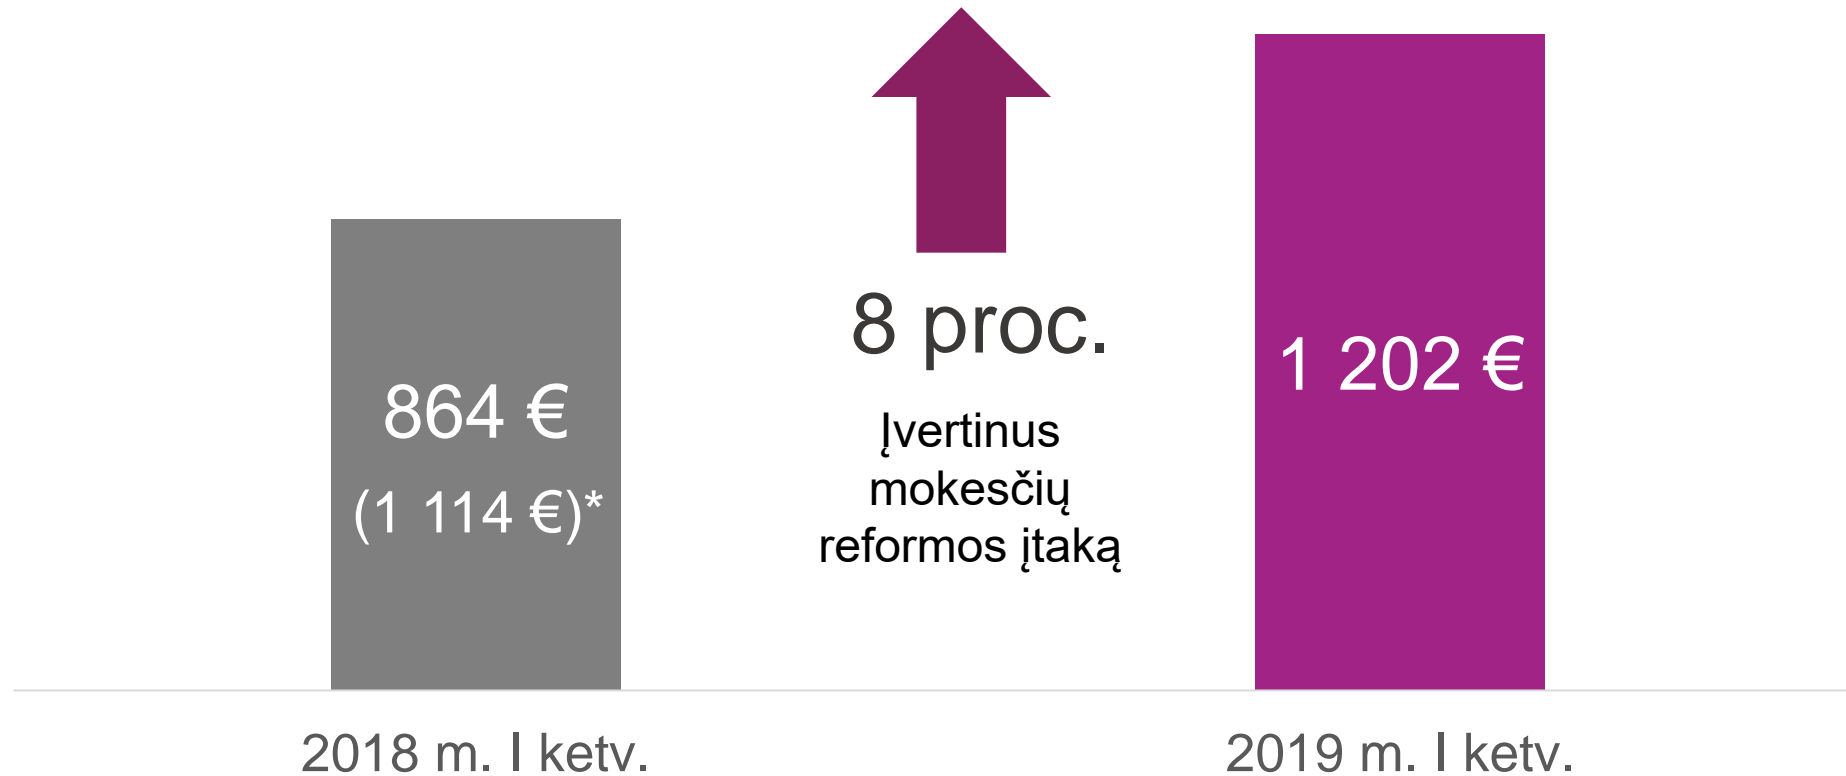 864 €
(1 114 €)*
8 proc.
Įvertinus
mokesčių
reformos įtaką
1 202 €
2018 m. I ketv.
2019 m. I ketv.